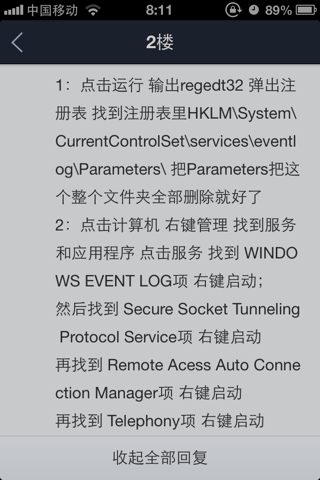 中国移动 8:11 89%
2楼
1：点击运行 输出regedt32 弹出注
册表 找到注册表里HKLM\System\
CurrentControlSet\services\eventl
og\Parameters\ 把Parameters把这
个整个文件夹全部删除就好了
2：点击计算机 右键管理 找到服务
和应用程序 点击服务 找到 WINDO
WS EVENT LOG项 右键启动；
然后找到 Secure Socket Tunneling
Protocol Service项 右键启动
再找到 Remote Acess Auto Conne
ction Manager项 右键启动
再找到 Telephony项 右键启动
收起全部回复